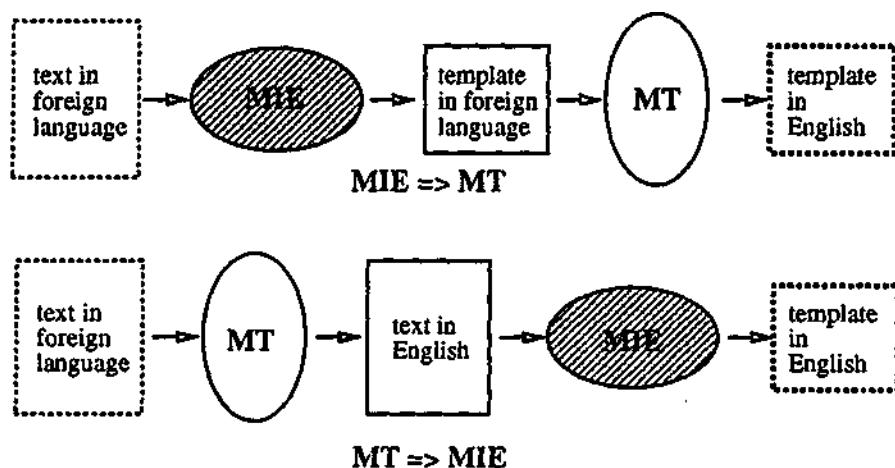 text in
foreign
language
MIE
template
in foreign
language
MT
template
in
English
MIE => MT
text in
foreign
language
MT
text in
English
MIE
template
in
English
MT => MIE